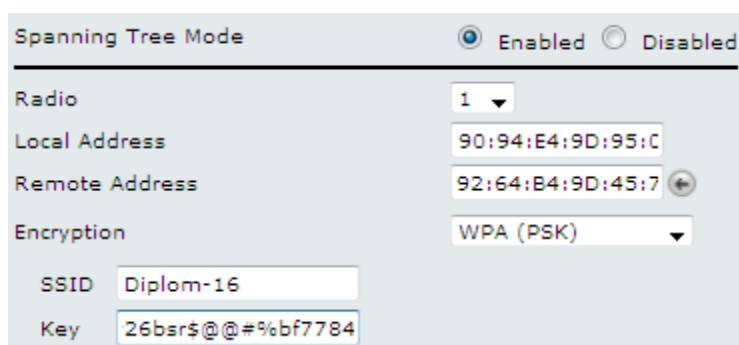 Spanning Tree Mode Enabled Disabled
Radio 1
Local Address 90:94:E4:9D:95:C
Remote Address 92:64:B4:9D:45:7
Encryption WPA (PSK)
SSID Diplom-16
Key 26bsr$@@#%bf7784